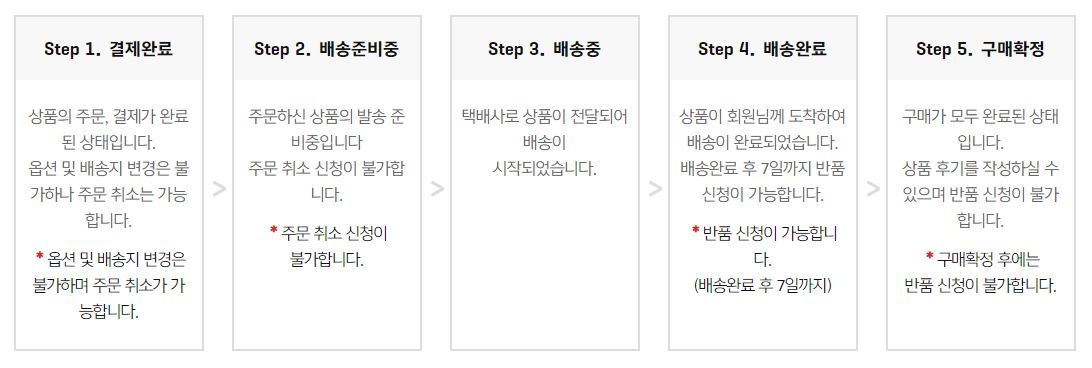 Step 1. 결제완료
상품의 주문, 결제가 완료
된 상태입니다.
옵션 및 배송지 변경은 불
가하나 주문 취소는 가능
합니다.
* 옵션 및 배송지 변경은
불가하며 주문 취소가 가
능합니다.
>
Step 2. 배송준비중
주문하신 상품의 발송 준
비중입니다
주문 취소 신청이 불가합
니다.
* 주문 취소 신청이
불가합니다.
>
Step 3. 배송중
택배사로 상품이 전달되어
배송이
시작되었습니다.
>
Step 4. 배송완료
상품이 회원님께 도착하여
배송이 완료되었습니다.
배송완료 후 7일까지 반품
신청이 가능합니다.
* 반품 신청이 가능합니
다.
(배송완료 후 7일까지)
>
Step 5. 구매확정
구매가 모두 완료된 상태
입니다.
상품 후기를 작성하실 수
있으며 반품 신청이 불가
합니다.
* 구매확정 후에는
반품 신청이 불가합니다.